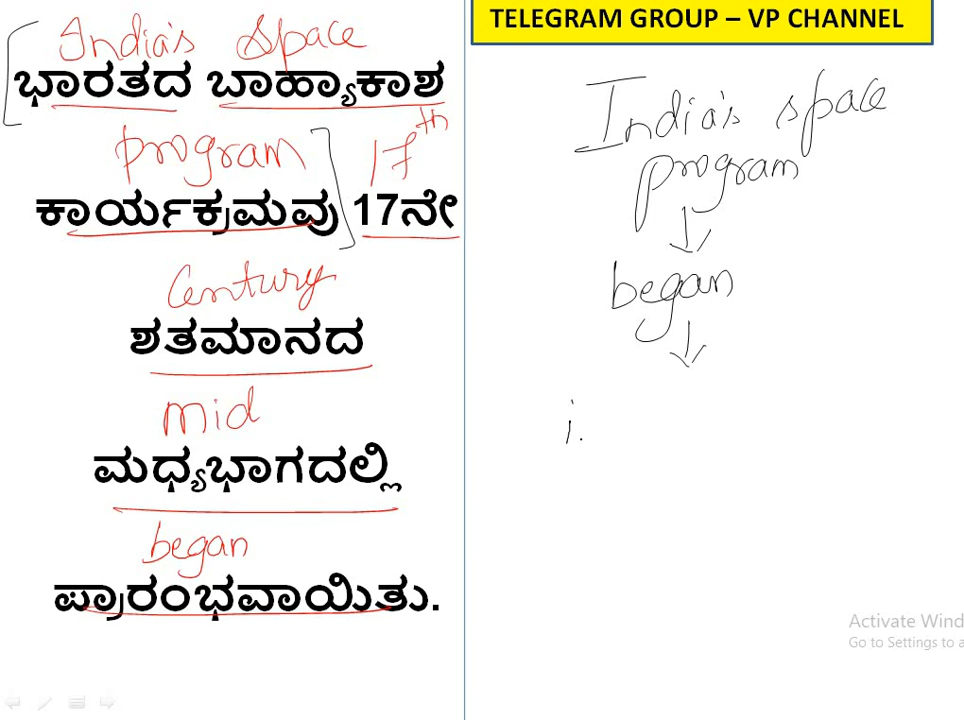 India's Space
ಭಾರತದ ಬಾಹ್ಯಾಕಾಶ
program 17th
ಕಾರ್ಯಕ್ರಮವು 17ನೇ
Century
ಶತಮಾನದ
mid
ಮಧ್ಯಭಾಗದಲ್ಲಿ
began
ಪ್ರಾರಂಭವಾಯಿತು.
TELEGRAM GROUP – VP CHANNEL
India's space
program
began
i.
Activate Wind
Go to Settings to a